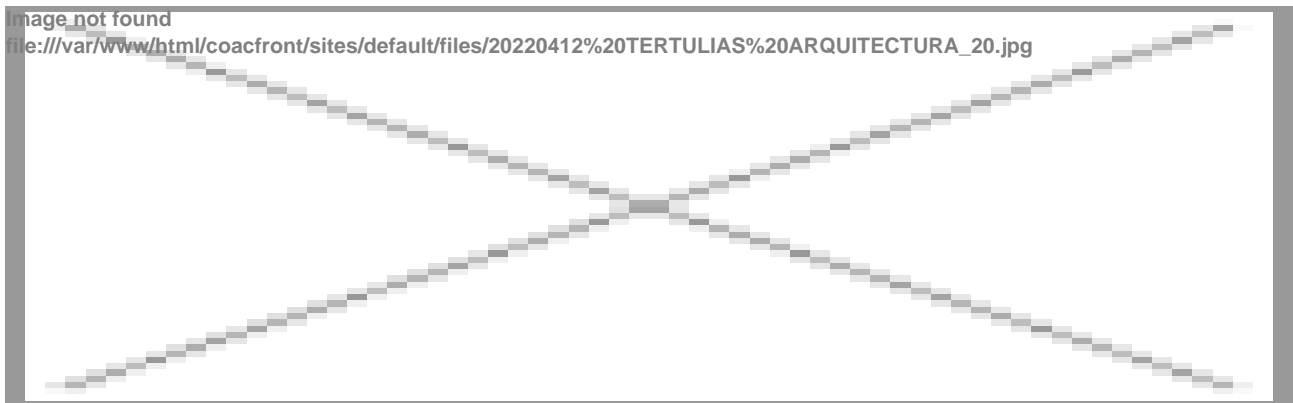 Image not found
file:///var/www/html/coacfront/sites/default/files/20220412%20TERTULIAS%20ARQUITECTURA_20.jpg